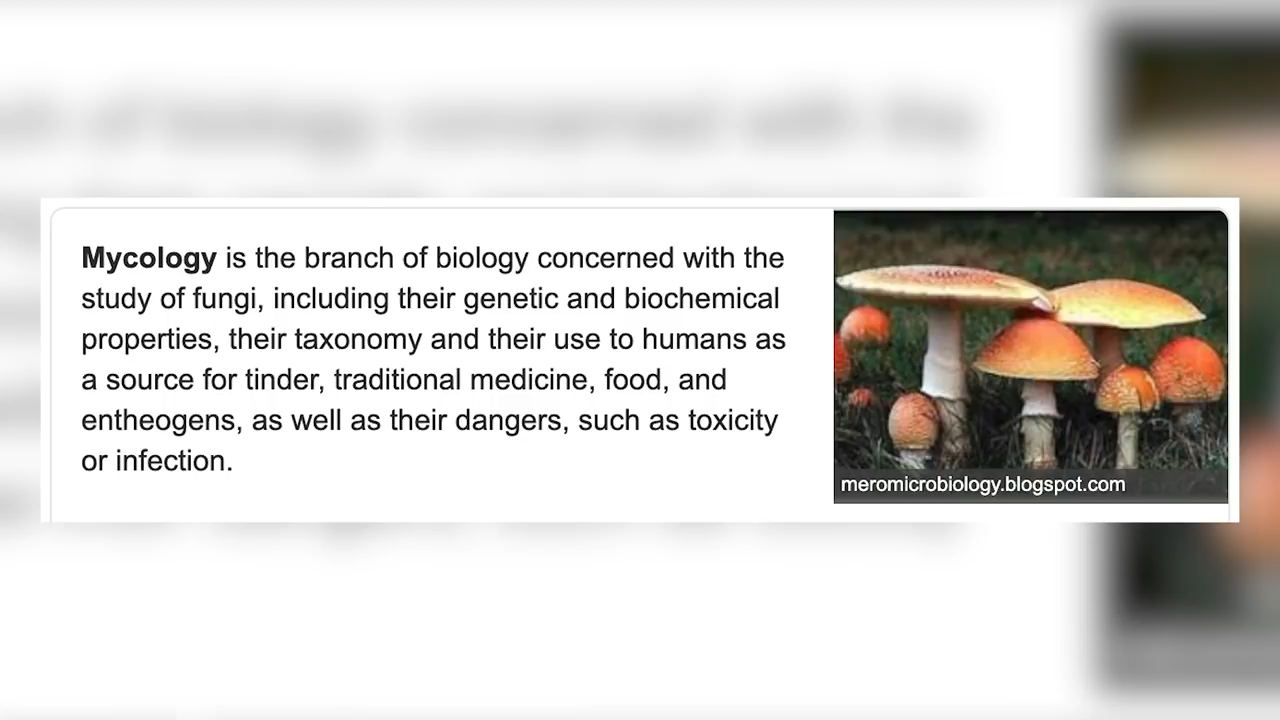 Mycology is the branch of biology concerned with the
study of fungi, including their genetic and biochemical
properties, their taxonomy and their use to humans as
a source for tinder, traditional medicine, food, and
entheogens, as well as their dangers, such as toxicity
or infection.
meromicrobiology.blogspot.com